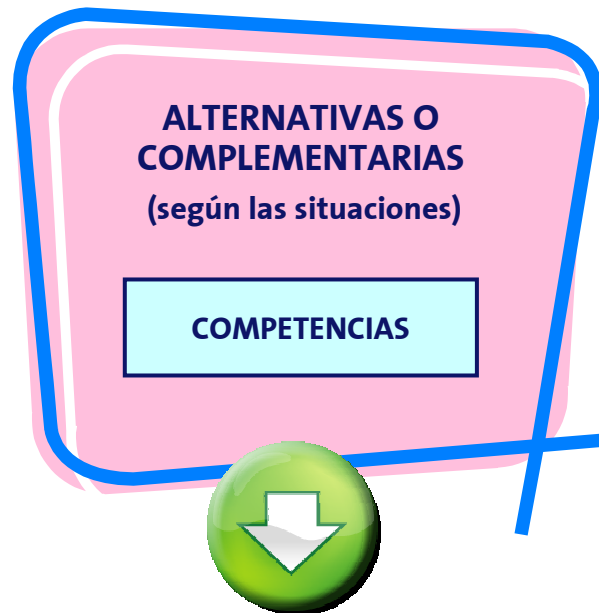 ALTERNATIVAS O
COMPLEMENTARIAS
(según las situaciones)
COMPETENCIAS